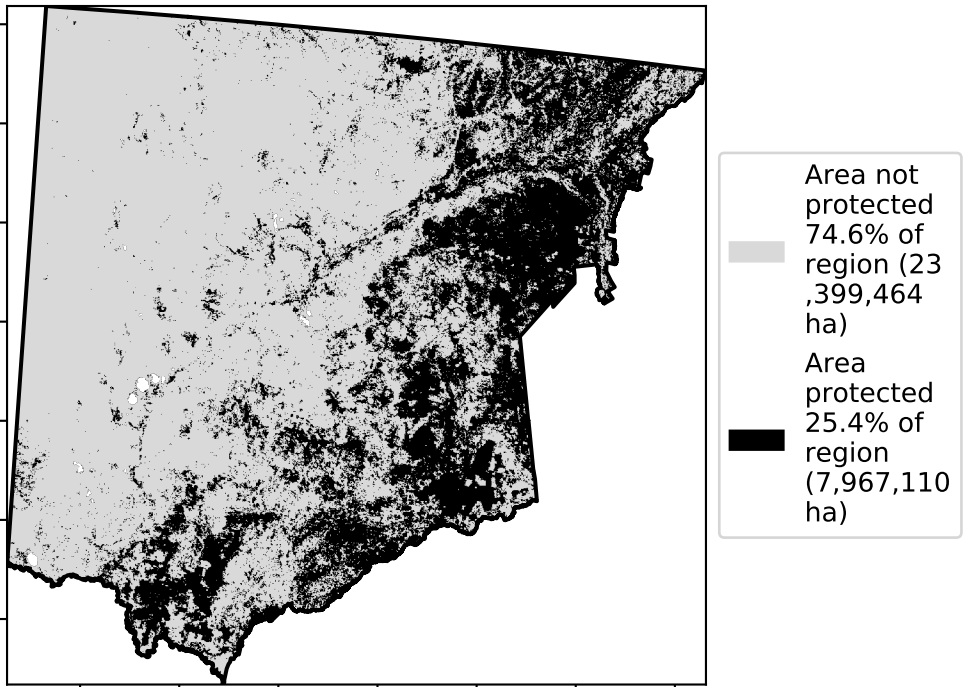 Area not
protected
74.6% of
region (23
,399,464
ha)
Area
protected
25.4% of
region
(7,967,110
ha)